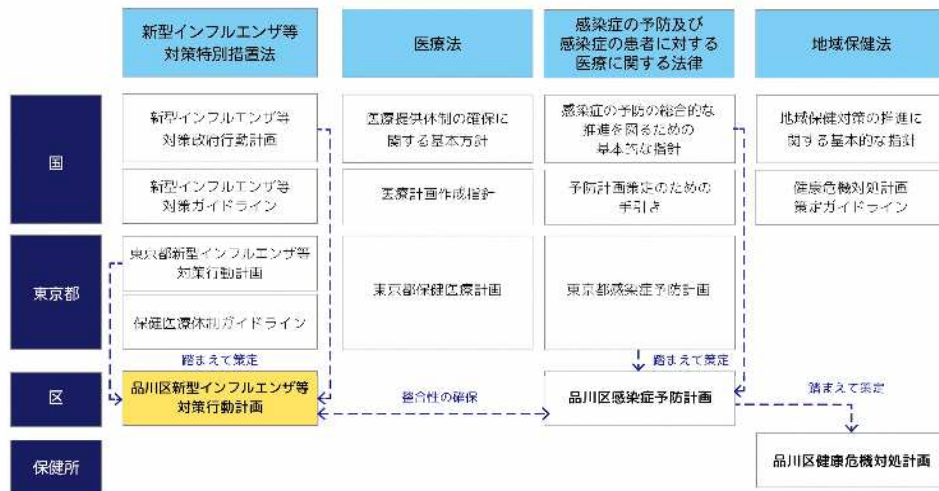 新型インフルエンザ等
対策特別措置法
医療法
感染症の予防及び
感染症の患者に対する
医療に関する法律
地域保健法
国
新型インフルエンザ等
対策政府行動計画
医療提供体制の確保に
関する基本方針
感染症の予防の総合的な
推進を図るための
基本的な指針
地域保健対策の推進に
関する基本的な指針
新型インフルエンザ等
対策ガイドライン
医療計画作成指針
予防計画策定のための
手引き
健康危機対処計画
策定ガイドライン
東京都
東京都新型インフルエンザ等
対策行動計画
保健医療体制ガイドライン
東京都保健医療計画
東京都感染症予防計画
踏まえて策定
踏まえて策定
区
品川区新型インフルエンザ等
対策行動計画
整合性の確保
品川区感染症予防計画
踏まえて策定
保健所
品川区健康危機対処計画